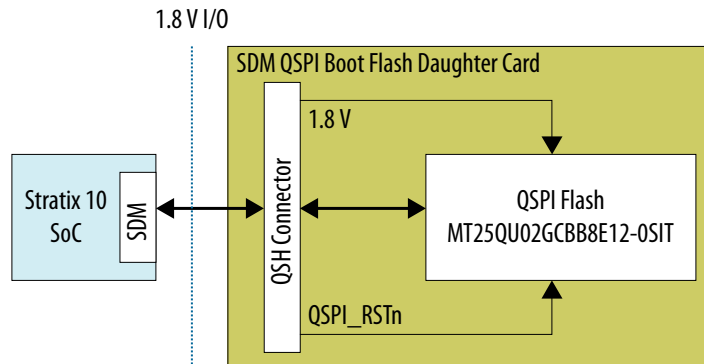 1.8 V I/O
SDM QSPI Boot Flash Daughter Card
1.8 V
Stratix 10
SoC
SDM
QSH Connector
QSPI Flash
MT25QU02GCBB8E12-0SIT
QSPI_RSTn